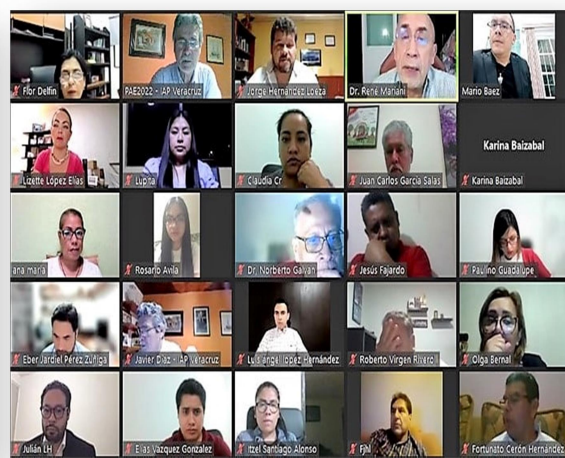 Flor Delfín
PAE2022 - IAP Veracruz
Jorge Hernández Loeza
Dr. René Mariani
Mario Baez
Lizette López Elías
Lupita
Claudia Cr
Juan Carlos García Salas
Karina Baizabal
Karina Baizabal
ana maría
Rosario Avila
Dr. Norberto Galván
Jesús Fajardo
Paulino Guadalupe
Eber Jardiel Pérez Zúñiga
Javier Díaz - IAP Veracruz
Luis angel lopez Hernández
Roberto Virgen Rivero
Olga Bernal
Julián LH
Elias Vazquez Gonzalez
Itzel Santiago Alonso
Fjhl
Fortunato Cerón Hernández